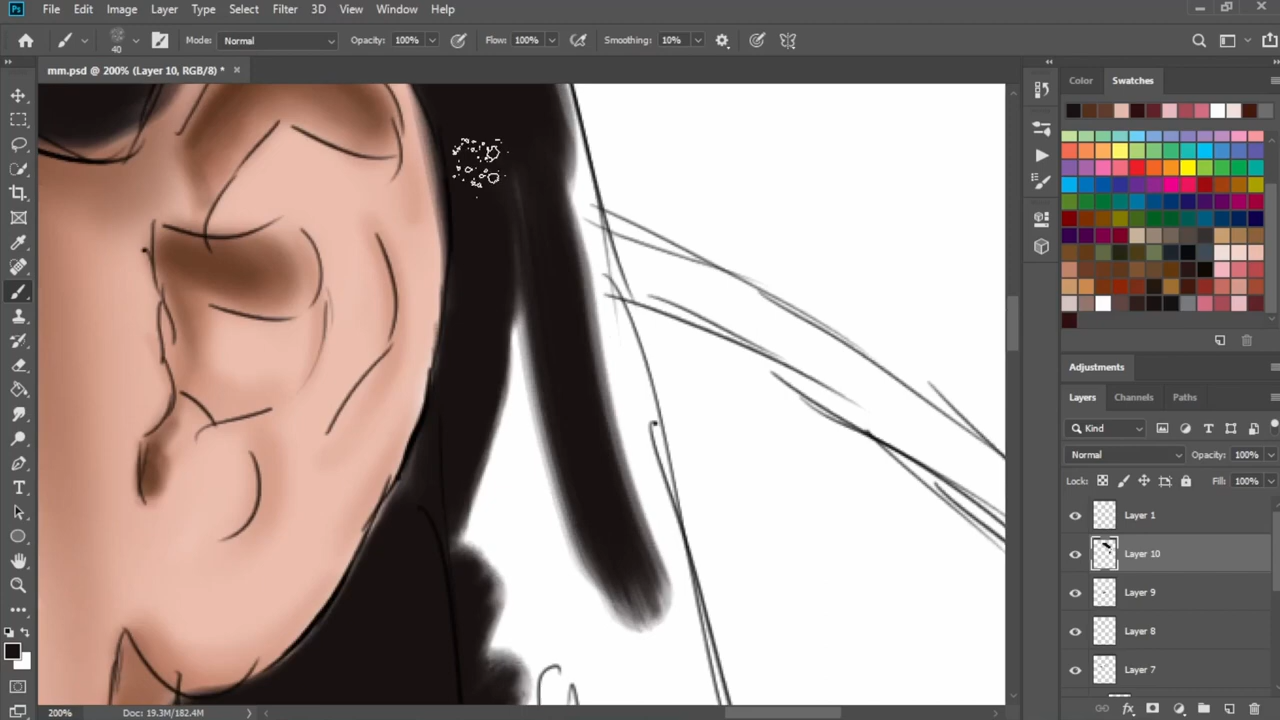 Ps File Edit Image Layer Type Select Filter 3D View Window Help
40 Mode: Normal Opacity: 100% Flow: 100% Smoothing: 10%
mm.psd @ 200% (Layer 10, RGB/8) * ×
Color Swatches
Adjustments
Layers Channels Paths
Kind
Normal Opacity: 100%
Lock: Fill: 100%
Layer 1
Layer 10
Layer 9
Layer 8
Layer 7
200% Doc: 19.3M/182.4M